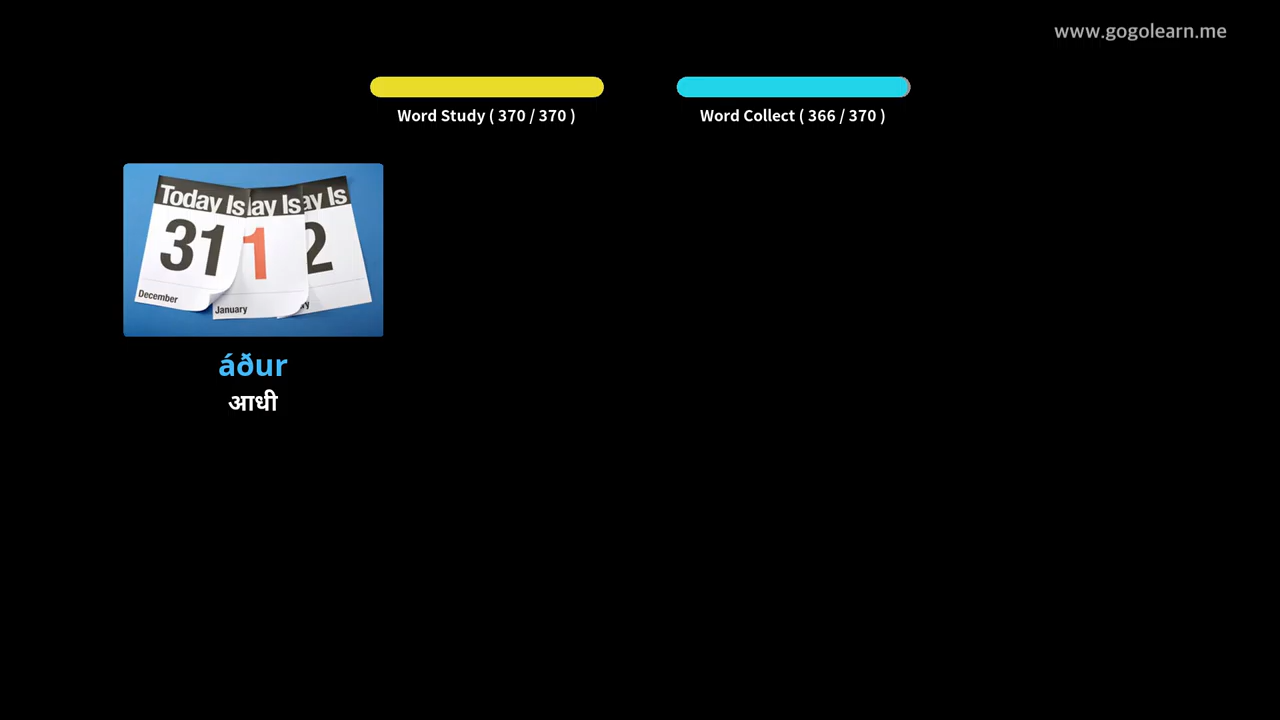 www.gogolearn.me
Word Study ( 370 / 370 )
Word Collect ( 366 / 370 )
Today Is
ay Is
ay Is
31
1
2
December
January
áður
आधी